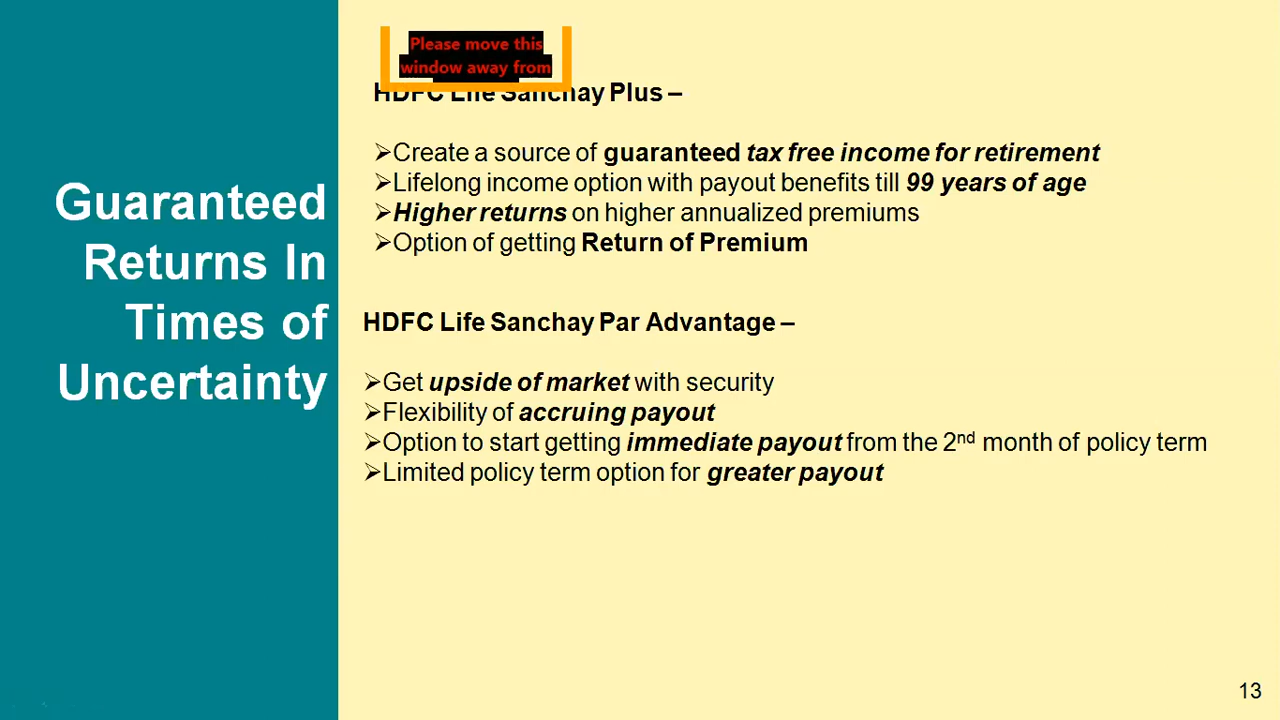 Please move this
window away from
HDFC Life Sanchay Plus –
➢Create a source of guaranteed tax free income for retirement
➢Lifelong income option with payout benefits till 99 years of age
➢Higher returns on higher annualized premiums
➢Option of getting Return of Premium
Guaranteed
Returns In
Times of
Uncertainty
HDFC Life Sanchay Par Advantage –
➢Get upside of market with security
➢Flexibility of accruing payout
➢Option to start getting immediate payout from the 2nd month of policy term
➢Limited policy term option for greater payout
13